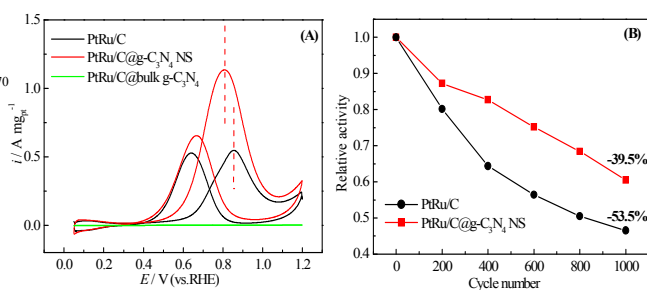 70
(A)
PtRu/C
PtRu/C@g-C₃N₄ NS
PtRu/C@bulk g-C₃N₄
1.5
1.0
0.5
0.0
i / A mg⁻¹ₚₜ
0.0 0.2 0.4 0.6 0.8 1.0 1.2
E / V (vs.RHE)
(B)
1.0
0.9
0.8
0.7
0.6
0.5
0.4
Relative activity
-39.5%
-53.5%
PtRu/C
PtRu/C@g-C₃N₄ NS
0 200 400 600 800 1000
Cycle number